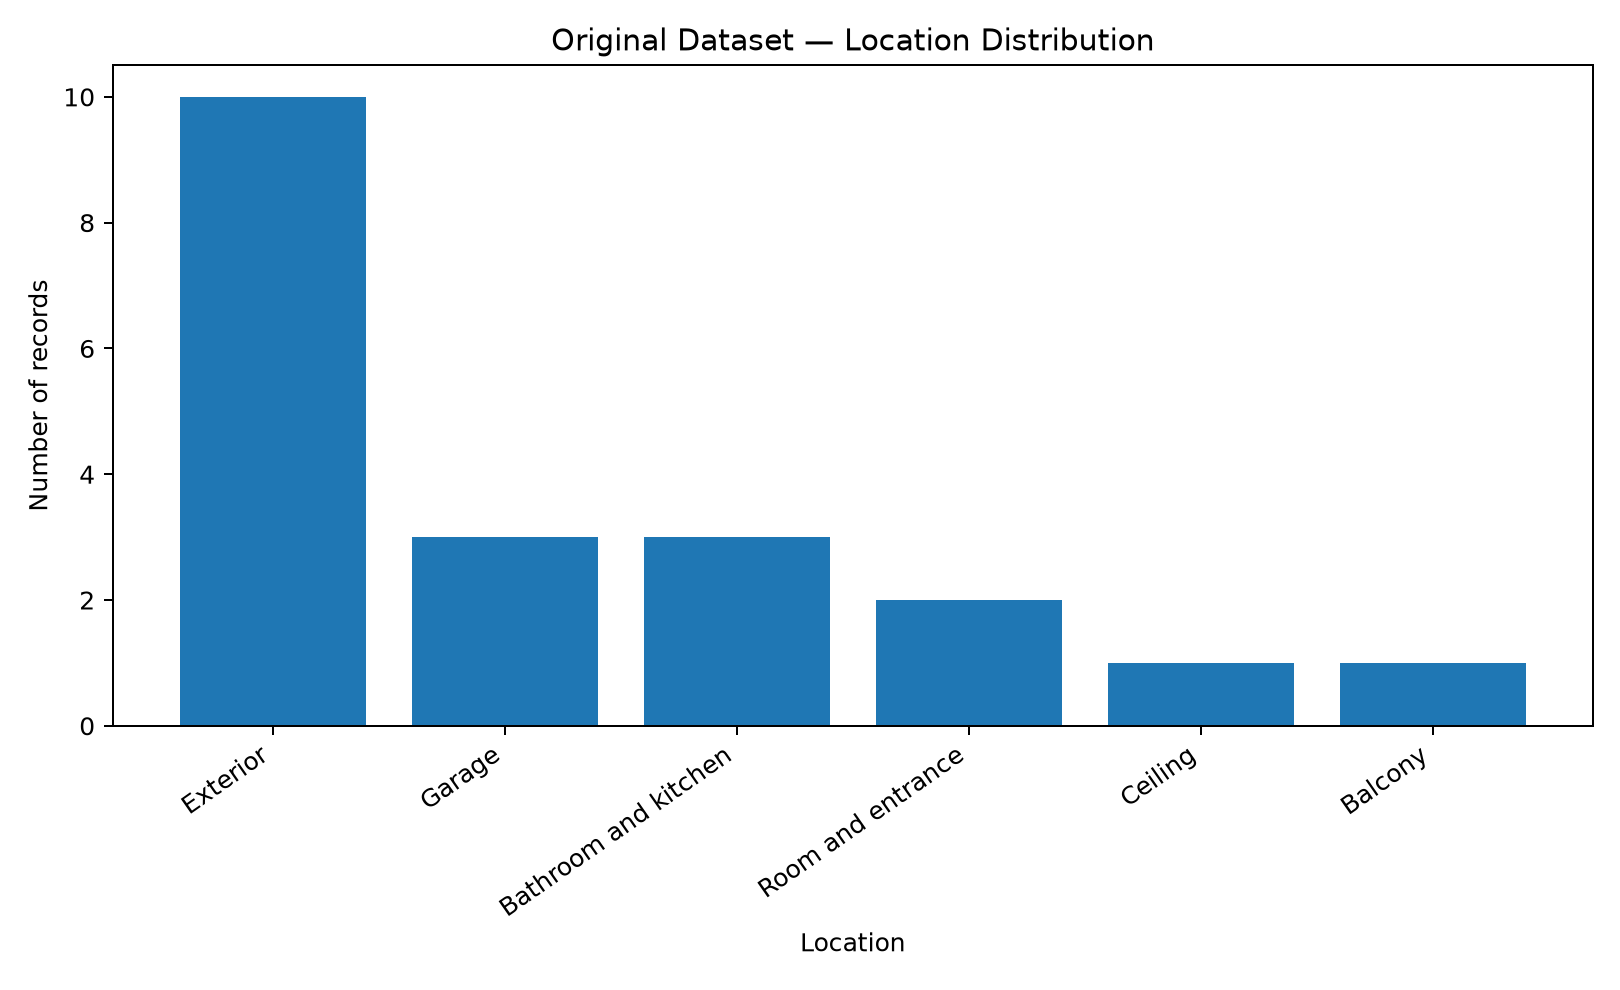 Original Dataset — Location Distribution
Number of records
10
8
6
4
2
0
Exterior
Garage
Bathroom and kitchen
Room and entrance
Ceiling
Balcony
Location